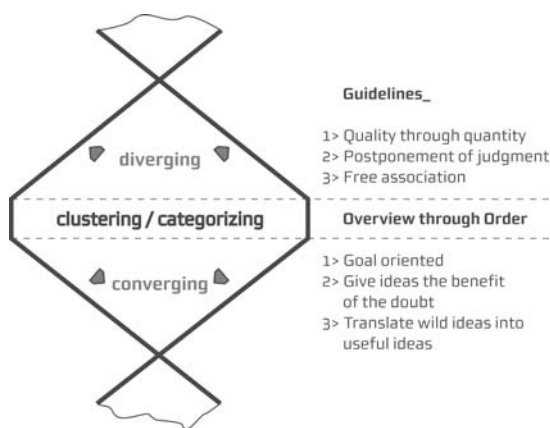 Guidelines_
1> Quality through quantity
2> Postponement of judgment
3> Free association
diverging
clustering / categorizing
Overview through Order
1> Goal oriented
2> Give ideas the benefit
of the doubt
3> Translate wild ideas into
useful ideas
converging